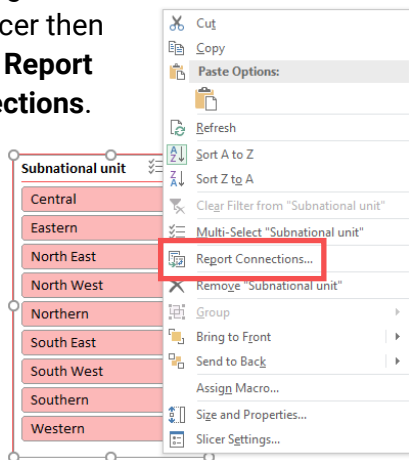 cer then
Report
ections.
Subnational unit
Central
Eastern
North East
North West
Northern
South East
South West
Southern
Western
Cut
Copy
Paste Options:
Refresh
Sort A to Z
Sort Z to A
Clear Filter from "Subnational unit"
Multi-Select "Subnational unit"
Report Connections...
Remove "Subnational unit"
Group
Bring to Front
Send to Back
Assign Macro...
Size and Properties...
Slicer Settings...